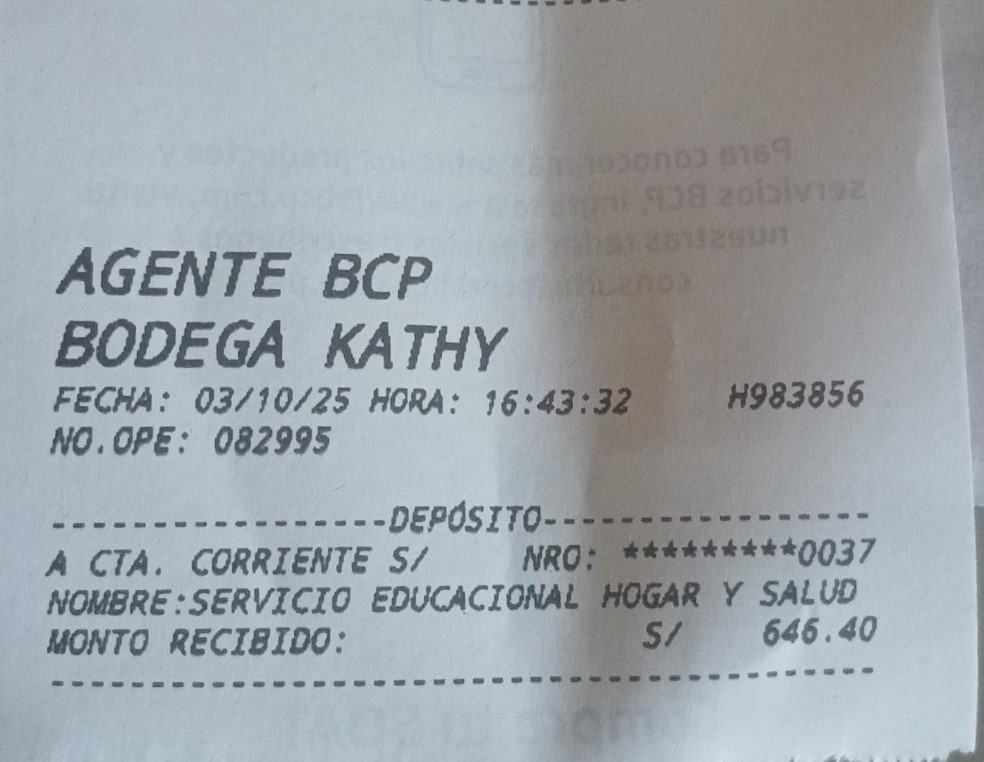 AGENTE BCP
BODEGA KATHY
FECHA: 03/10/25 HORA: 16:43:32 H983856
NO.OPE: 082995
-----------------DEPÓSITO-----------------
A CTA. CORRIENTE S/ NRO: *********0037
NOMBRE:SERVICIO EDUCACIONAL HOGAR Y SALUD
MONTO RECIBIDO: S/ 646.40